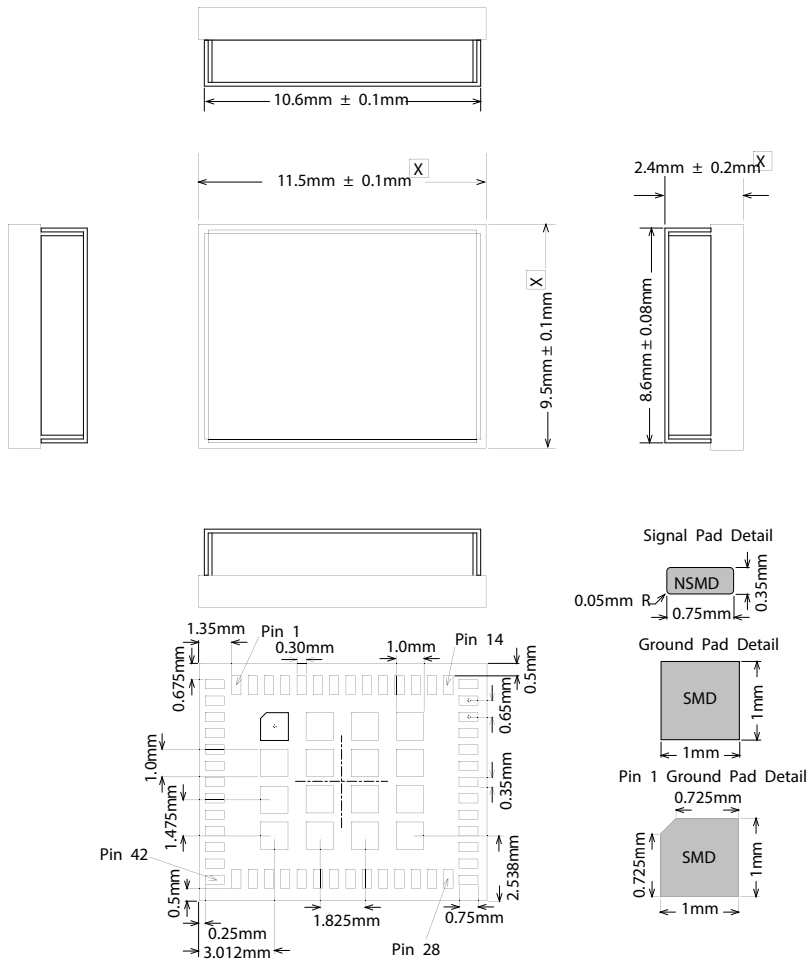 10.6mm ± 0.1mm
11.5mm ± 0.1mm X
2.4mm ± 0.2mm X
X
9.5mm ± 0.1mm
8.6mm ± 0.08mm
Signal Pad Detail
NSMD
0.35mm
0.05mm R
0.75mm
1.35mm
Pin 1
0.30mm
1.0mm
Pin 14
0.5mm
0.675mm
0.65mm
Ground Pad Detail
SMD
1mm
1mm
1.0mm
0.35mm
Pin 1 Ground Pad Detail
0.725mm
1.475mm
SMD
0.725mm
1mm
1mm
Pin 42
2.538mm
0.5mm
1.825mm
0.75mm
0.25mm
3.012mm
Pin 28